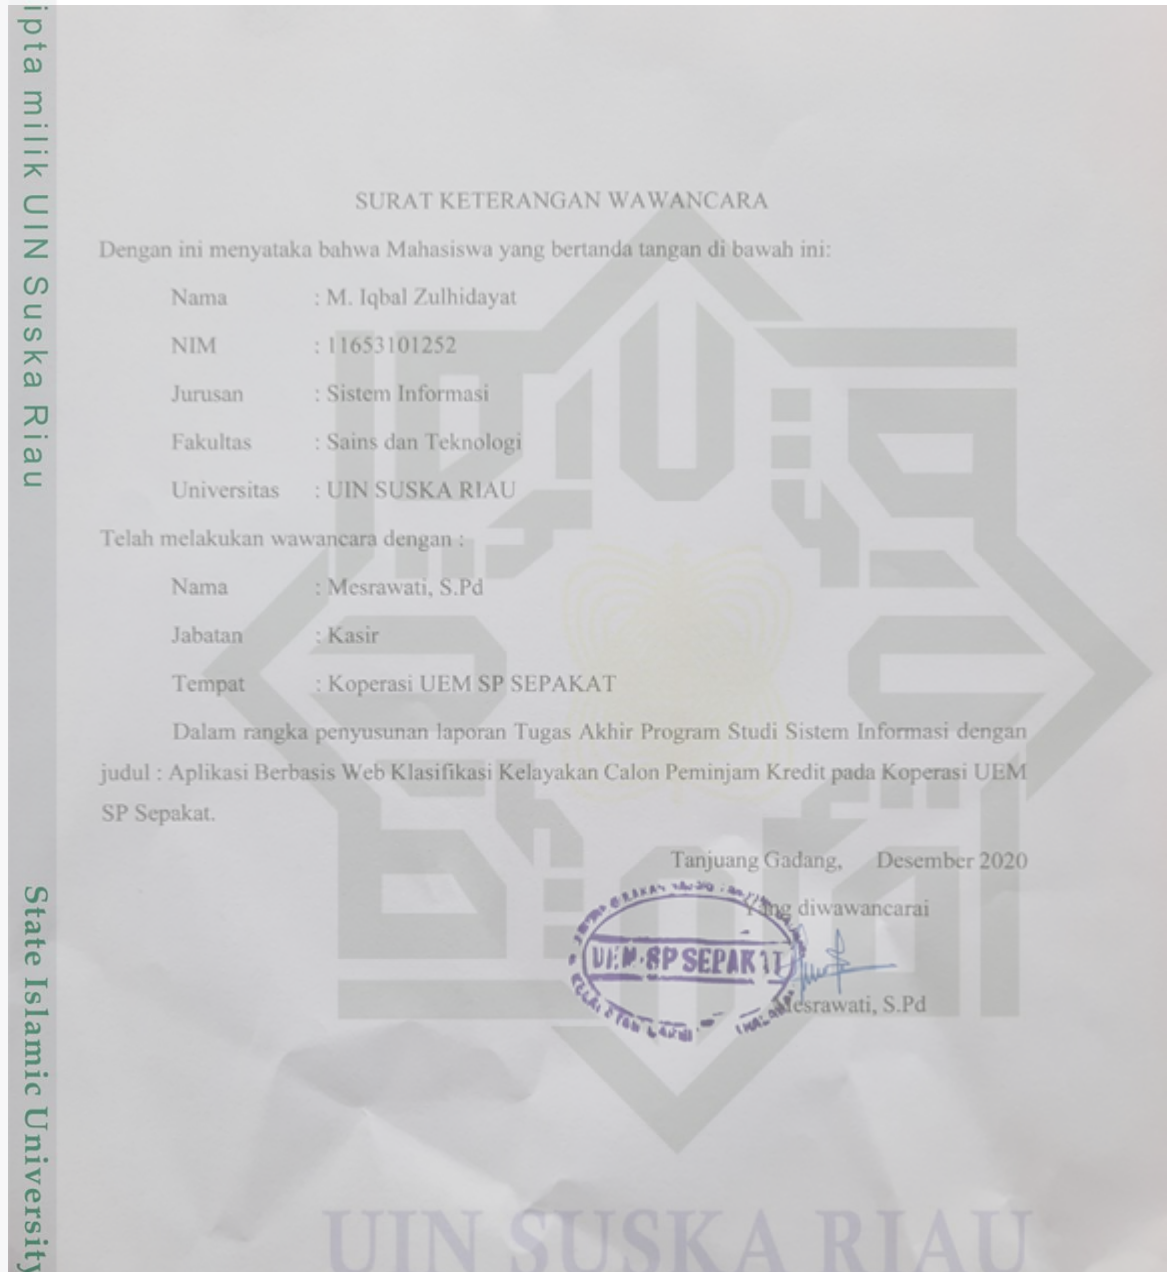 ipta milik UIN Suska Riau
State Islamic University
SURAT KETERANGAN WAWANCARA
Dengan ini menyataka bahwa Mahasiswa yang bertanda tangan di bawah ini:
Nama : M. Iqbal Zulhidayat
NIM : 11653101252
Jurusan : Sistem Informasi
Fakultas : Sains dan Teknologi
Universitas : UIN SUSKA RIAU
Telah melakukan wawancara dengan :
Nama : Mesrawati, S.Pd
Jabatan : Kasir
Tempat : Koperasi UEM SP SEPAKAT
Dalam rangka penyusunan laporan Tugas Akhir Program Studi Sistem Informasi dengan
judul : Aplikasi Berbasis Web Klasifikasi Kelayakan Calon Peminjam Kredit pada Koperasi UEM
SP Sepakat.
Tanjuang Gadang, Desember 2020
Yang diwawancarai
UEM-SP SEPAKAT
Mesrawati, S.Pd
UIN SUSKA RIAU